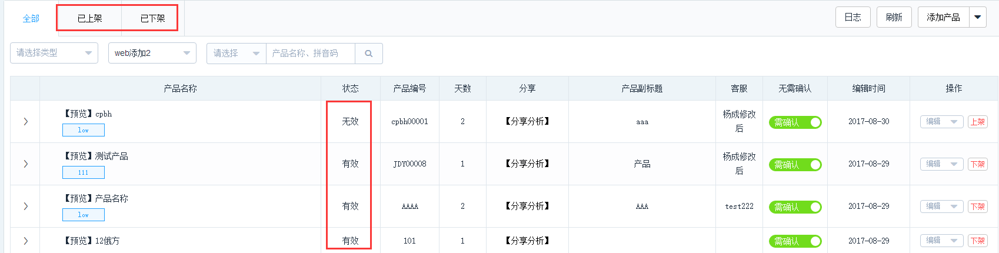 全部 已上架 已下架 日志 刷新 添加产品
请选择类型 web添加2 请选择 产品名称、拼音码
产品名称 状态 产品编号 天数 分享 产品副标题 客服 无需确认 编辑时间 操作
【预览】cpbh
low
无效 cpbh00001 2 【分享分析】 aaa
杨成修改
后
需确认 2017-08-30 编辑 上架
【预览】测试产品
111
有效 JDY00008 1 【分享分析】 产品
杨成修改
后
需确认 2017-08-29 编辑 下架
【预览】产品名称
low
有效 AAAA 2 【分享分析】 AAA test222 需确认 2017-08-29 编辑 下架
【预览】12俄方 有效 101 1 【分享分析】 需确认 2017-08-29 编辑 下架